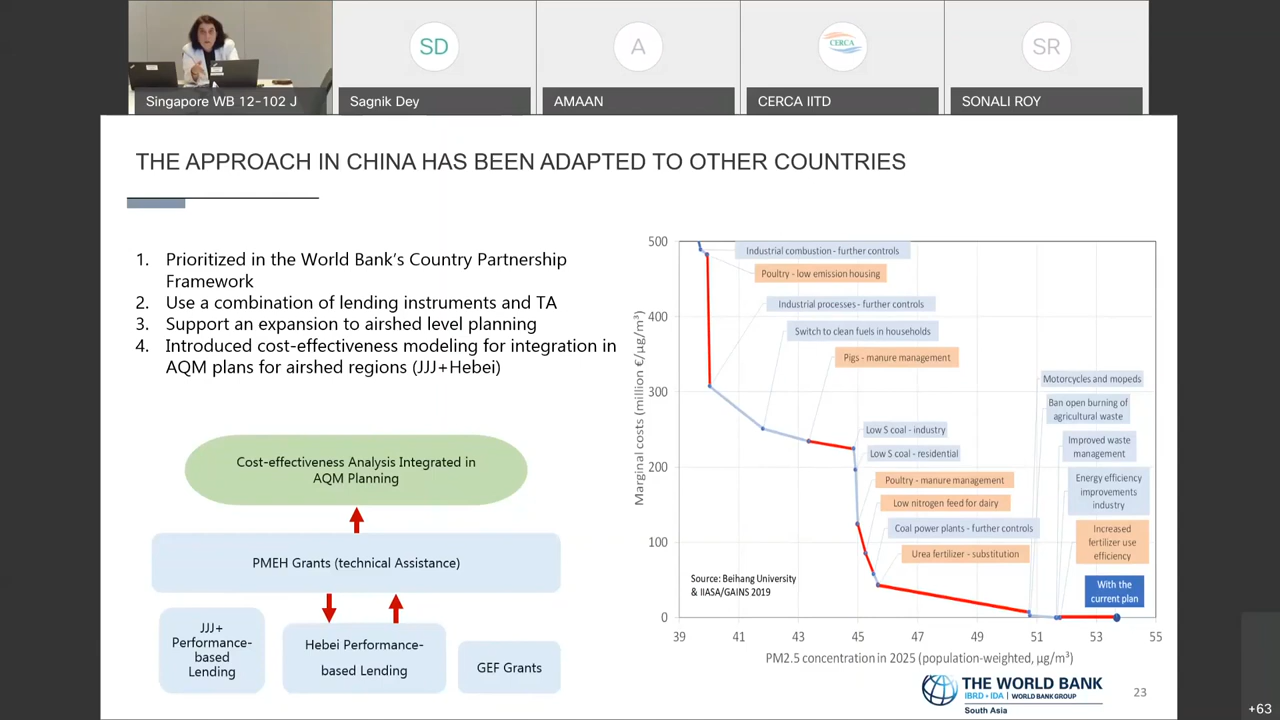 SD
A
CERCA
SR
Singapore WB 12-102 J
Sagnik Dey
AMAAN
CERCA IITD
SONALI ROY
THE APPROACH IN CHINA HAS BEEN ADAPTED TO OTHER COUNTRIES
1. Prioritized in the World Bank's Country Partnership
Framework
2. Use a combination of lending instruments and TA
3. Support an expansion to airshed level planning
4. Introduced cost-effectiveness modeling for integration in
AQM plans for airshed regions (JJJ+Hebei)
Cost-effectiveness Analysis Integrated in
AQM Planning
PMEH Grants (technical Assistance)
JJJ+
Performance-
based
Lending
Hebei Performance-
based Lending
GEF Grants
Marginal costs (million €/µg/m³)
500
400
300
200
100
0
Industrial combustion - further controls
Poultry - low emission housing
Industrial processes - further controls
Switch to clean fuels in households
Pigs - manure management
Low S coal - industry
Low S coal - residential
Poultry - manure management
Low nitrogen feed for dairy
Coal power plants - further controls
Urea fertilizer - substitution
Motorcycles and mopeds
Ban open burning of
agricultural waste
Improved waste
management
Energy efficiency
improvements
industry
Increased
fertilizer use
efficiency
With the
current plan
Source: Beihang University
& IIASA/GAINS 2019
39 41 43 45 47 49 51 53 55
PM2.5 concentration in 2025 (population-weighted, µg/m³)
THE WORLD BANK
IBRD • IDA | WORLD BANK GROUP
South Asia
23
+63